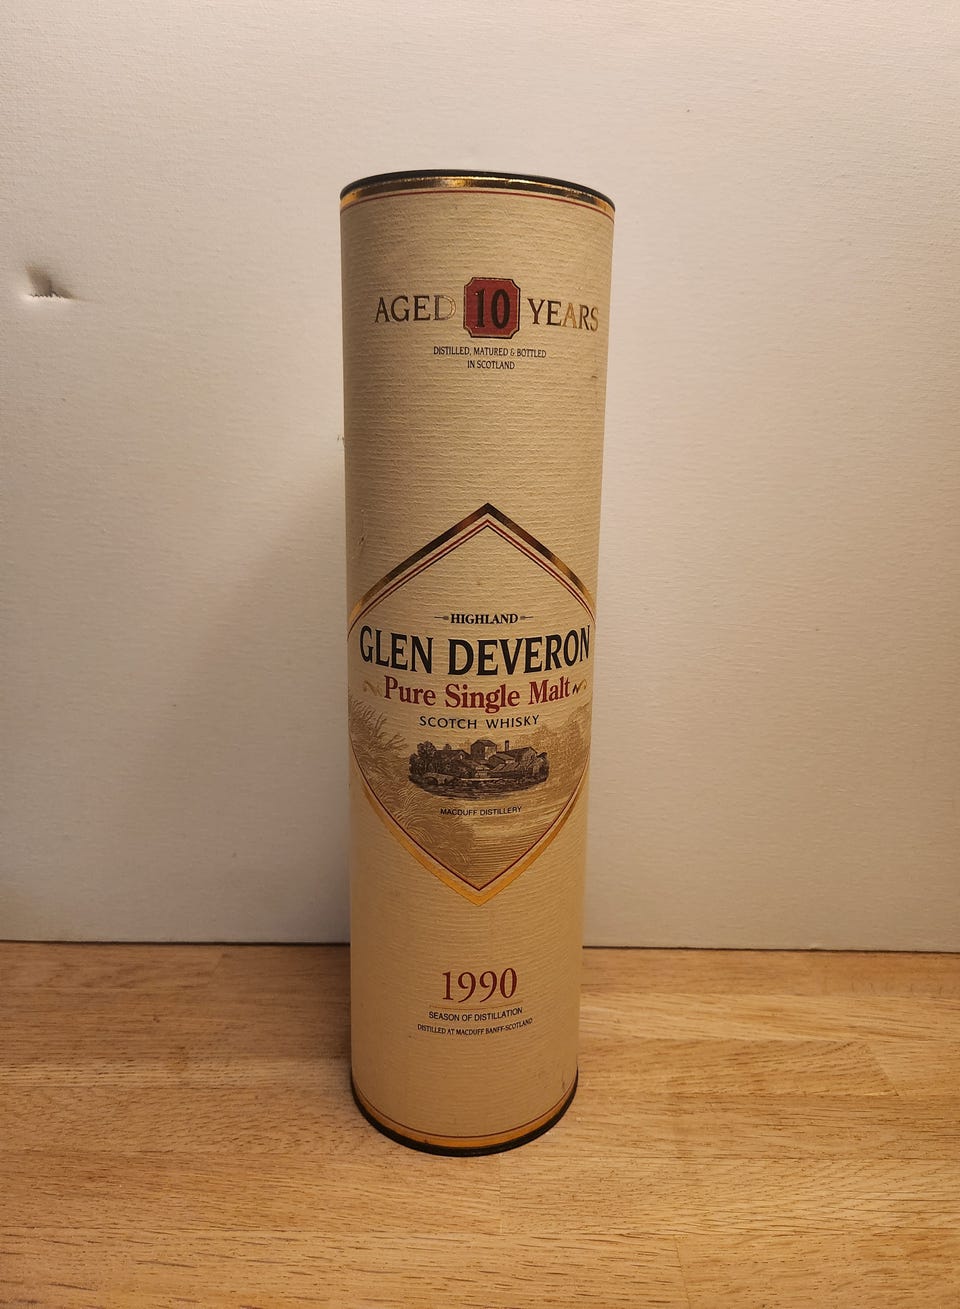 AGED 10 YEARS
DISTILLED, MATURED & BOTTLED
IN SCOTLAND
HIGHLAND
GLEN DEVERON
Pure Single Malt
SCOTCH WHISKY
MACDUFF DISTILLERY
1990
SEASON OF DISTILLATION
DISTILLED AT MACDUFF BANFF-SCOTLAND